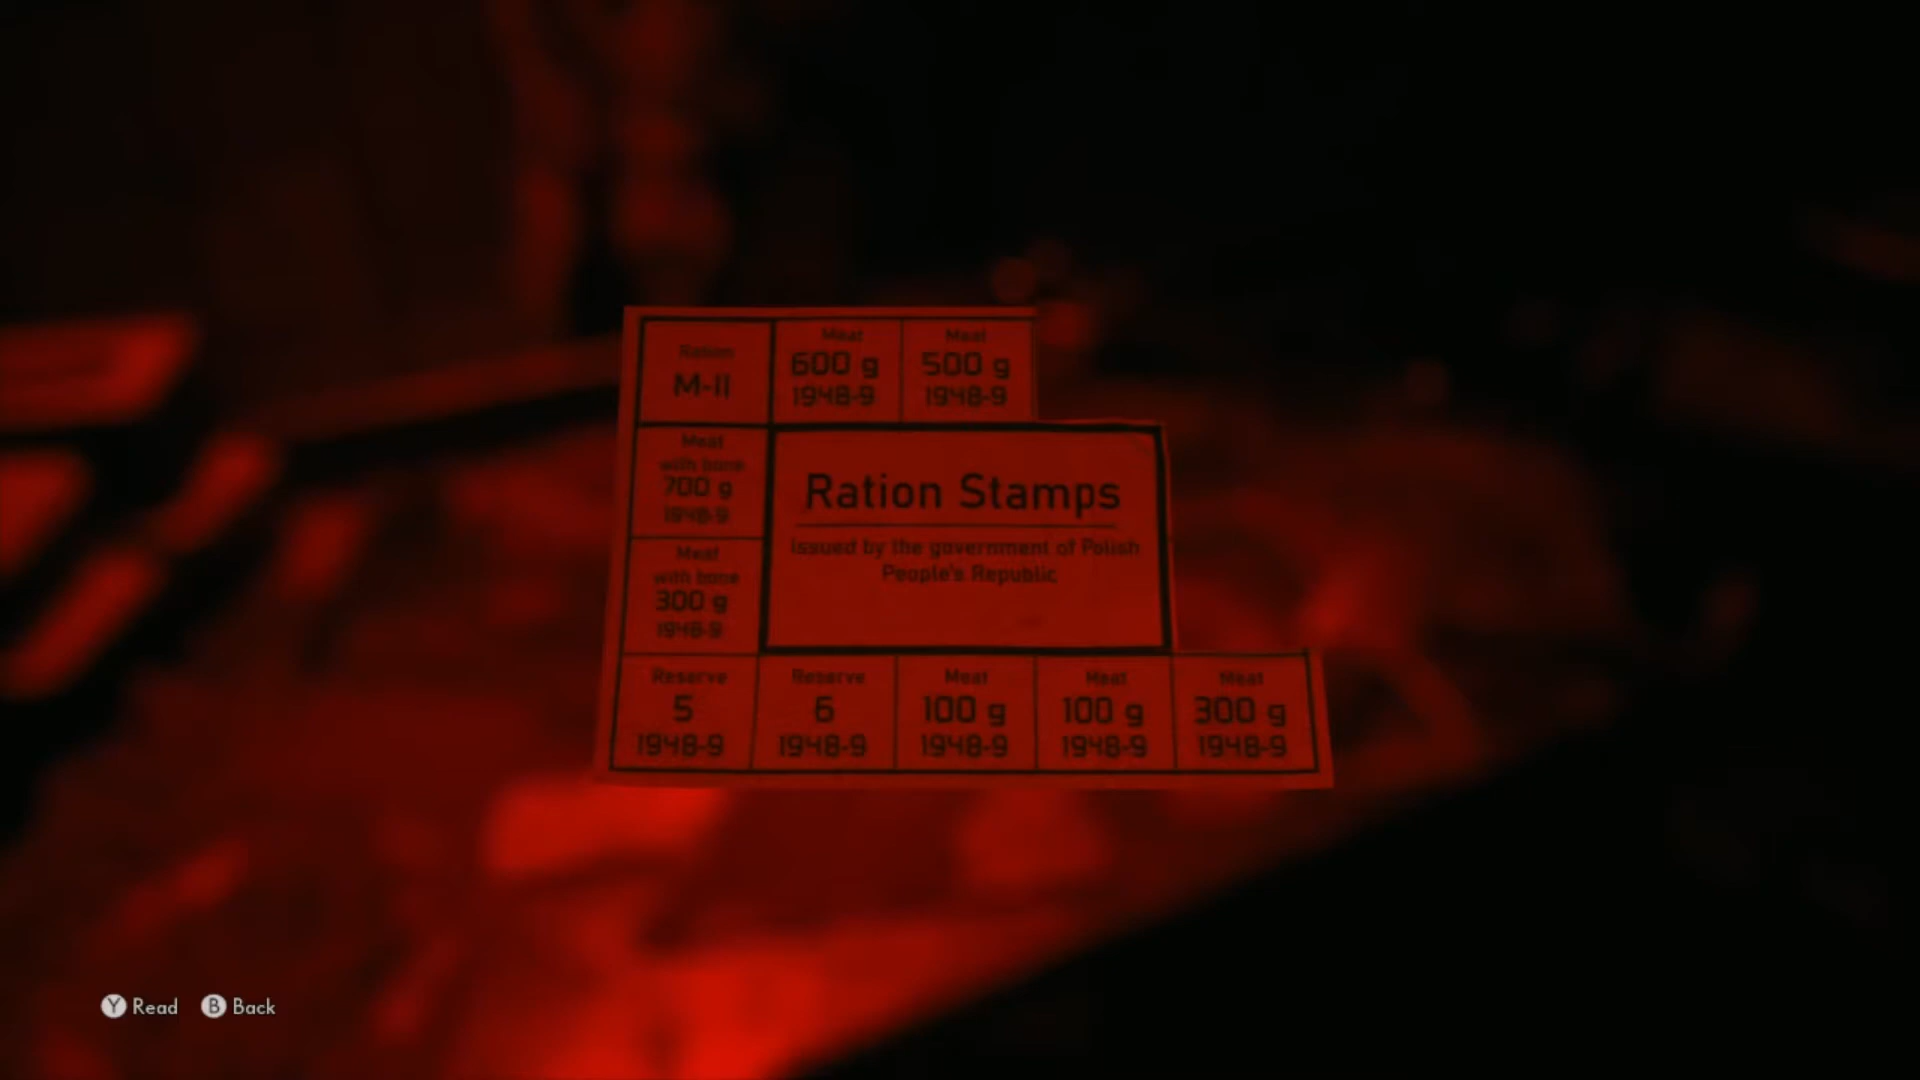 Ration
M-II
Meat
600 g
1948-9
Meat
500 g
1948-9
Meat
with bone
700 g
1948-9
Meat
with bone
300 g
1948-9
Ration Stamps
Issued by the government of Polish
People's Republic
Reserve
5
1948-9
Reserve
6
1948-9
Meat
100 g
1948-9
Meat
100 g
1948-9
Meat
300 g
1948-9
Y Read B Back